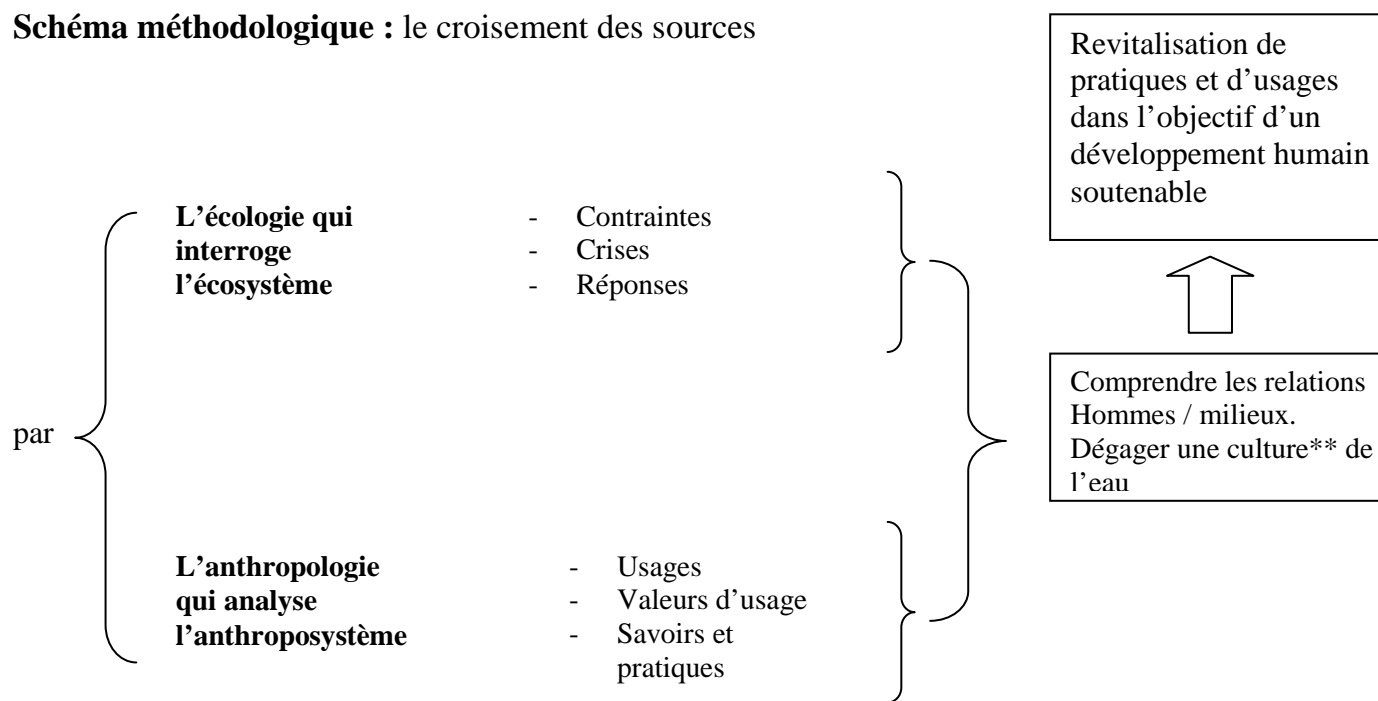 Schéma méthodologique : le croisement des sources
Revitalisation de
pratiques et d’usages
dans l’objectif d’un
développement humain
soutenable
L’écologie qui
interroge
l’écosystème
- Contraintes
- Crises
- Réponses
Comprendre les relations
Hommes / milieux.
Dégager une culture** de
l’eau
par
L’anthropologie
qui analyse
l’anthroposystème
- Usages
- Valeurs d’usage
- Savoirs et
pratiques